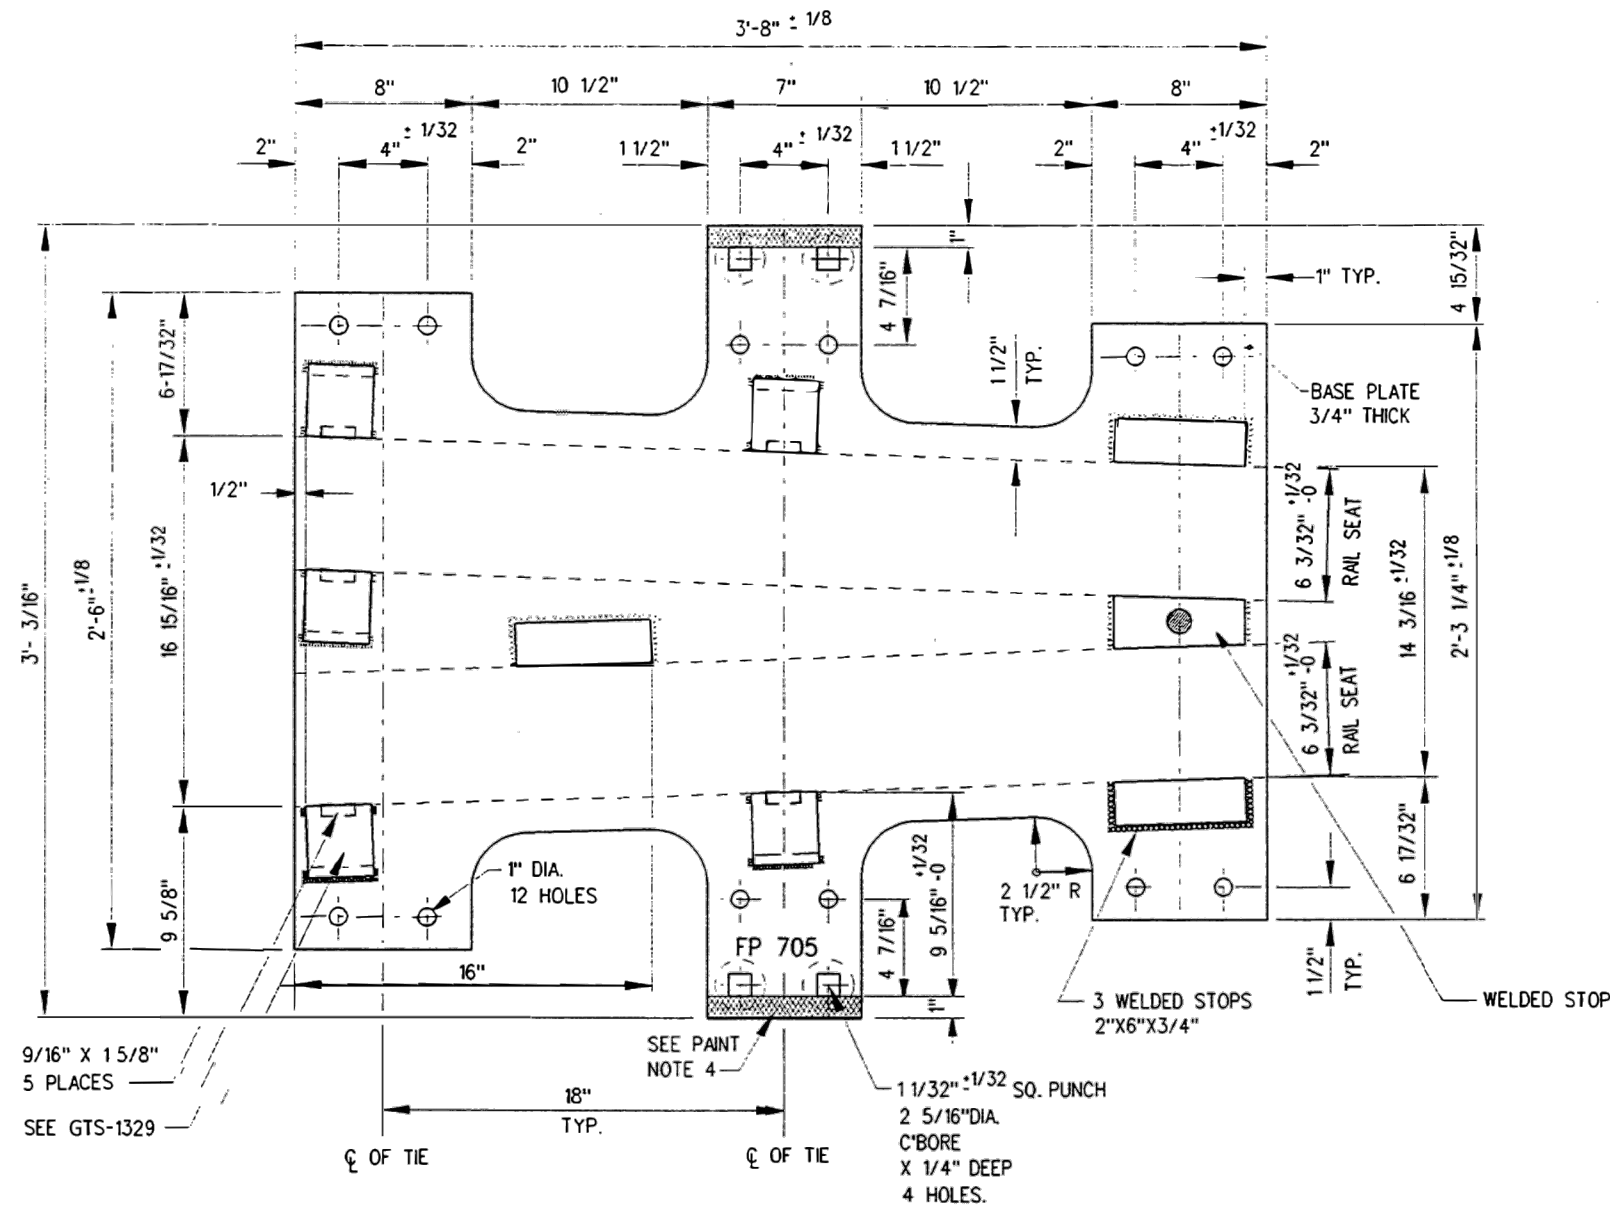 3'-8" ± 1/8
8" 10 1/2" 7" 10 1/2" 8"
± 1/32 ± 1/32 ±1/32
2" 4" 2" 1 1/2" 4" 1 1/2" 2" 4" 2"
1"
4 7/16"
4 15/32"
1" TYP.
6-17/32"
1 1/2"
TYP.
BASE PLATE
3/4" THICK
1/2"
3'- 3/16"
2'-6" ±1/8
16 15/16" ±1/32
6 3/32" +1/32 -0
RAIL SEAT
14 3/16 ±1/32
2'-3 1/4" ±1/8
6 3/32" +1/32 -0
RAIL SEAT
9 5/8"
1" DIA.
12 HOLES
2 1/2" R
TYP.
6 17/32"
FP 705
4 7/16"
9 5/16" +1/32 -0
1"
16"
1 1/2"
TYP.
3 WELDED STOPS
2"X6"X3/4"
WELDED STOP
9/16" X 1 5/8"
5 PLACES
SEE GTS-1329
SEE PAINT
NOTE 4
18"
TYP.
℄ OF TIE
℄ OF TIE
1 1/32" ±1/32 SQ. PUNCH
2 5/16"DIA.
C'BORE
X 1/4" DEEP
4 HOLES.